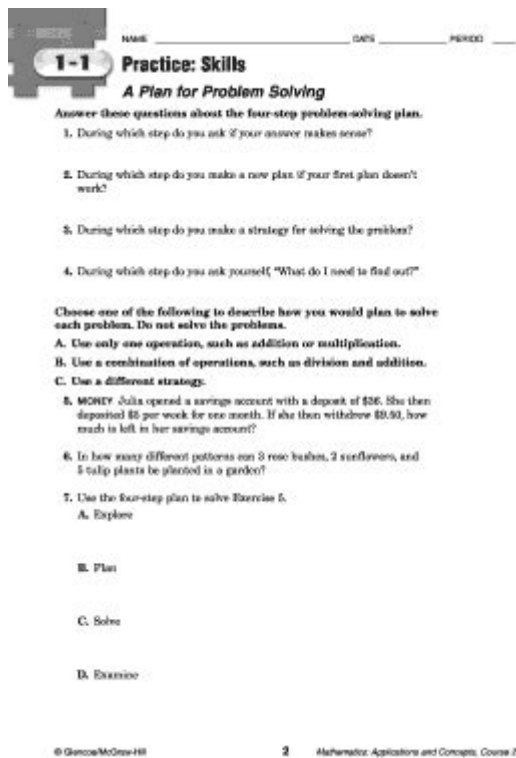 NAME ____ DATE ____ PERIOD ____
1-1 Practice: Skills
A Plan for Problem Solving
Answer these questions about the four-step problem-solving plan.
1. During which step do you ask if your answer makes sense?
2. During which step do you make a new plan if your first plan doesn't
work?
3. During which step do you make a strategy for solving the problem?
4. During which step do you ask yourself, "What do I need to find out?"
Choose one of the following to describe how you would plan to solve
each problem. Do not solve the problems.
A. Use only one operation, such as addition or multiplication.
B. Use a combination of operations, such as division and addition.
C. Use a different strategy.
5. MONEY Julia opened a savings account with a deposit of $36. She then
deposited $5 per week for one month. If she then withdrew $9.50, how
much is left in her savings account?
6. In how many different patterns can 3 rose bushes, 2 sunflowers, and
5 tulip plants be planted in a garden?
7. Use the four-step plan to solve Exercise 5.
A. Explore
B. Plan
C. Solve
D. Examine
© Glencoe/McGraw-Hill 2 Mathematics: Applications and Concepts, Course